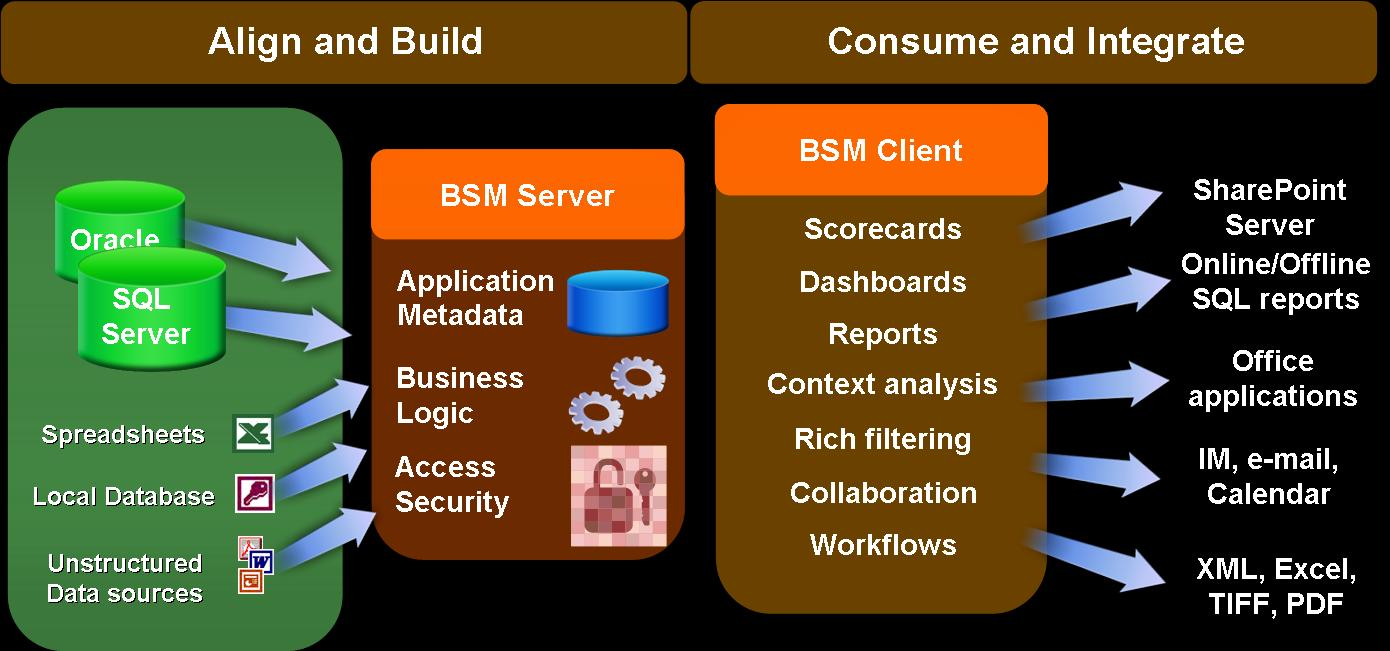 Align and Build
Consume and Integrate
Oracle
SQL
Server
Spreadsheets
Local Database
Unstructured
Data sources
BSM Server
Application
Metadata
Business
Logic
Access
Security
BSM Client
Scorecards
Dashboards
Reports
Context analysis
Rich filtering
Collaboration
Workflows
SharePoint
Server
Online/Offline
SQL reports
Office
applications
IM, e-mail,
Calendar
XML, Excel,
TIFF, PDF